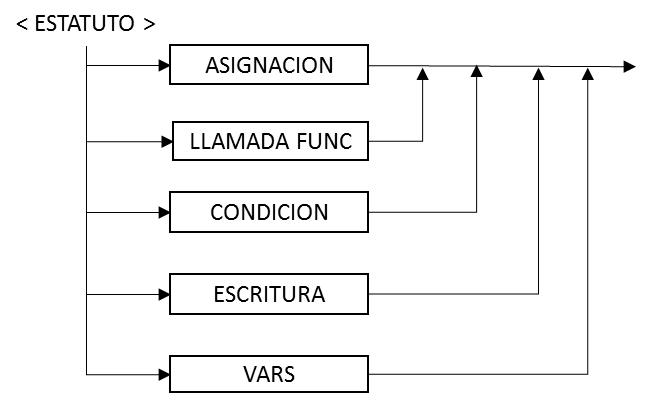 < ESTATUTO >
ASIGNACION
LLAMADA FUNC
CONDICION
ESCRITURA
VARS